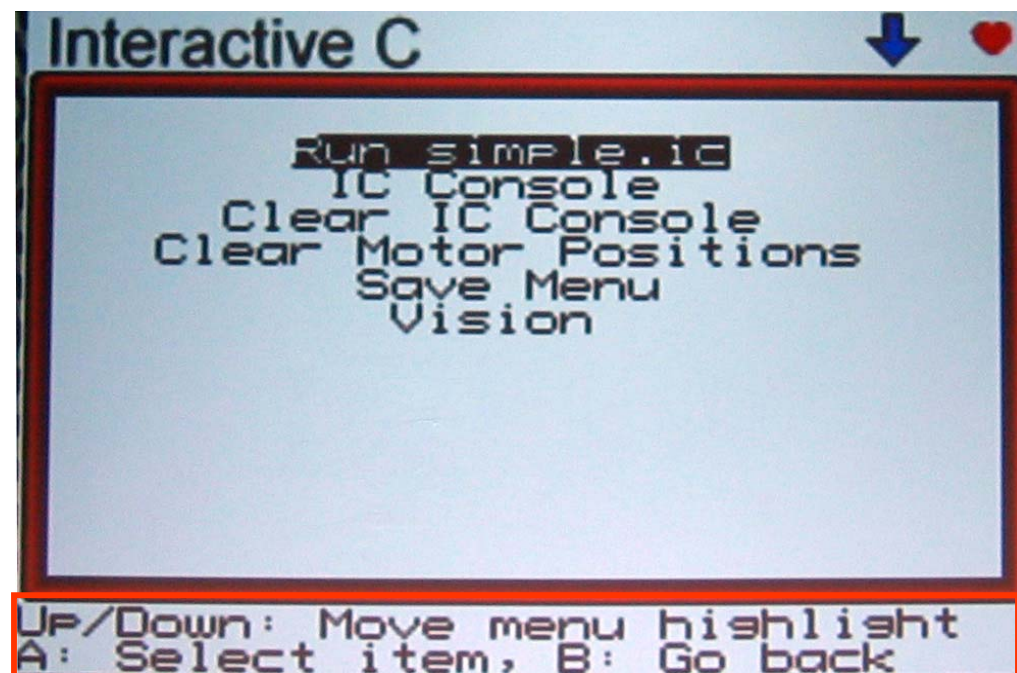 Interactive C
Run simple.ic
IC Console
Clear IC Console
Clear Motor Positions
Save Menu
Vision
Up/Down: Move menu highlight
A: Select item, B: Go back